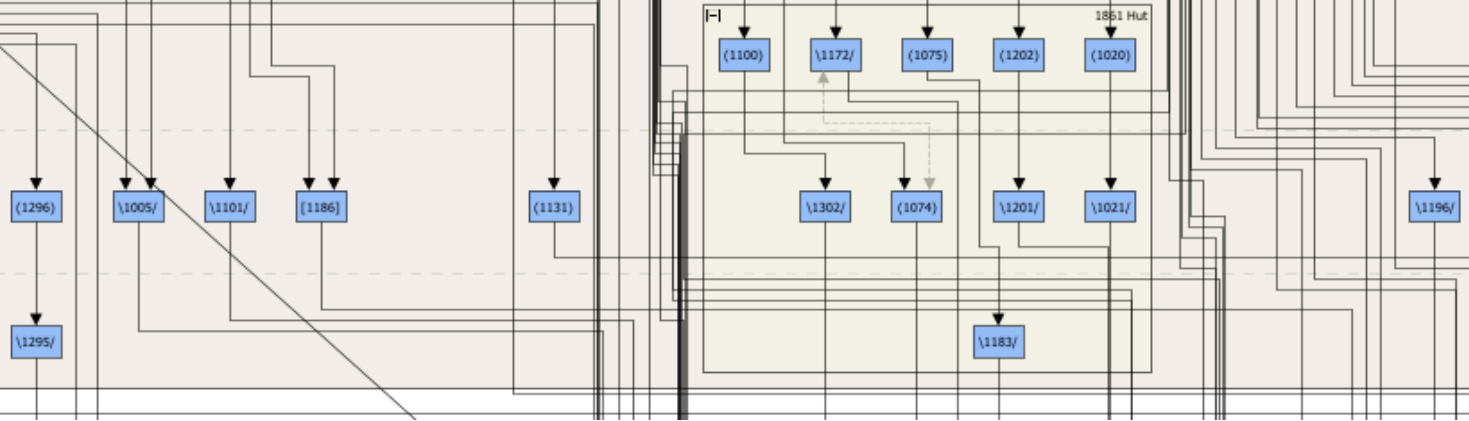 1861 Hut
(1100) \1172/ (1075) (1202) (1020)
(1296) \1005/ \1101/ [1186] (1131) \1302/ (1074) \1201/ \1021/ \1196/
\1295/ \1183/